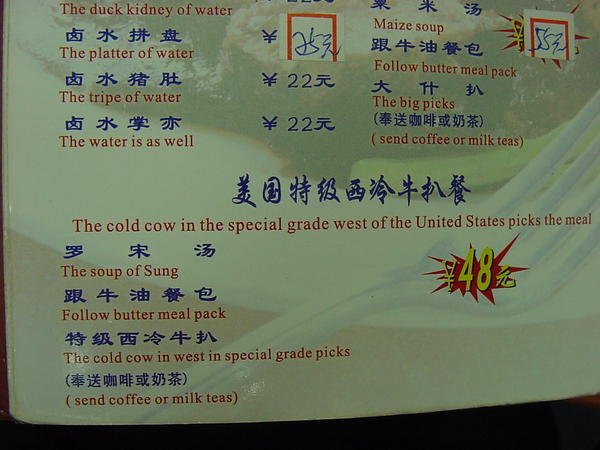 The duck kidney of water
卤水拼盘 ¥ 25元
The platter of water
卤水猪肚 ¥ 22元
The tripe of water
卤水掌亦 ¥ 22元
The water is as well
粟米汤
Maize soup
跟牛油餐包 55元
Follow butter meal pack
大什扒
The big picks
(奉送咖啡或奶茶)
( send coffee or milk teas)
美国特级西冷牛扒餐
The cold cow in the special grade west of the United States picks the meal
罗宋汤
The soup of Sung
跟牛油餐包
Follow butter meal pack
¥48元
特级西冷牛扒
The cold cow in west in special grade picks
(奉送咖啡或奶茶)
( send coffee or milk teas)